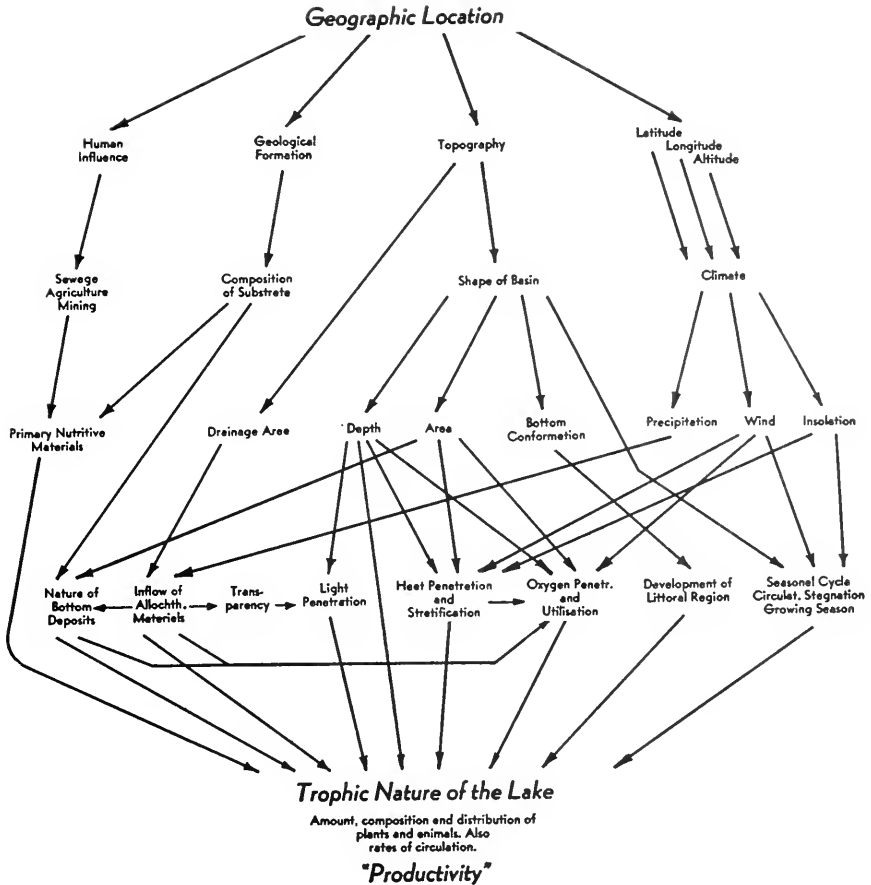 Geographic Location
Human
Influence
Geological
Formation
Topography
Latitude
Longitude
Altitude
Sewage
Agriculture
Mining
Composition
of Substrate
Shape of Basin
Climate
Primary Nutritive
Materials
Drainage Area
Depth
Area
Bottom
Conformation
Precipitation
Wind
Insolation
Nature of
Bottom
Deposits
Inflow of
Allochth.
Materials
Trans-
parency
Light
Penetration
Heat Penetration
and
Stratification
Oxygen Penetr.
and
Utilisation
Development of
Littoral Region
Seasonal Cycle
Circulat. Stagnation
Growing Season
Trophic Nature of the Lake
Amount, composition and distribution of
plants and animals. Also
rates of circulation.
"Productivity"